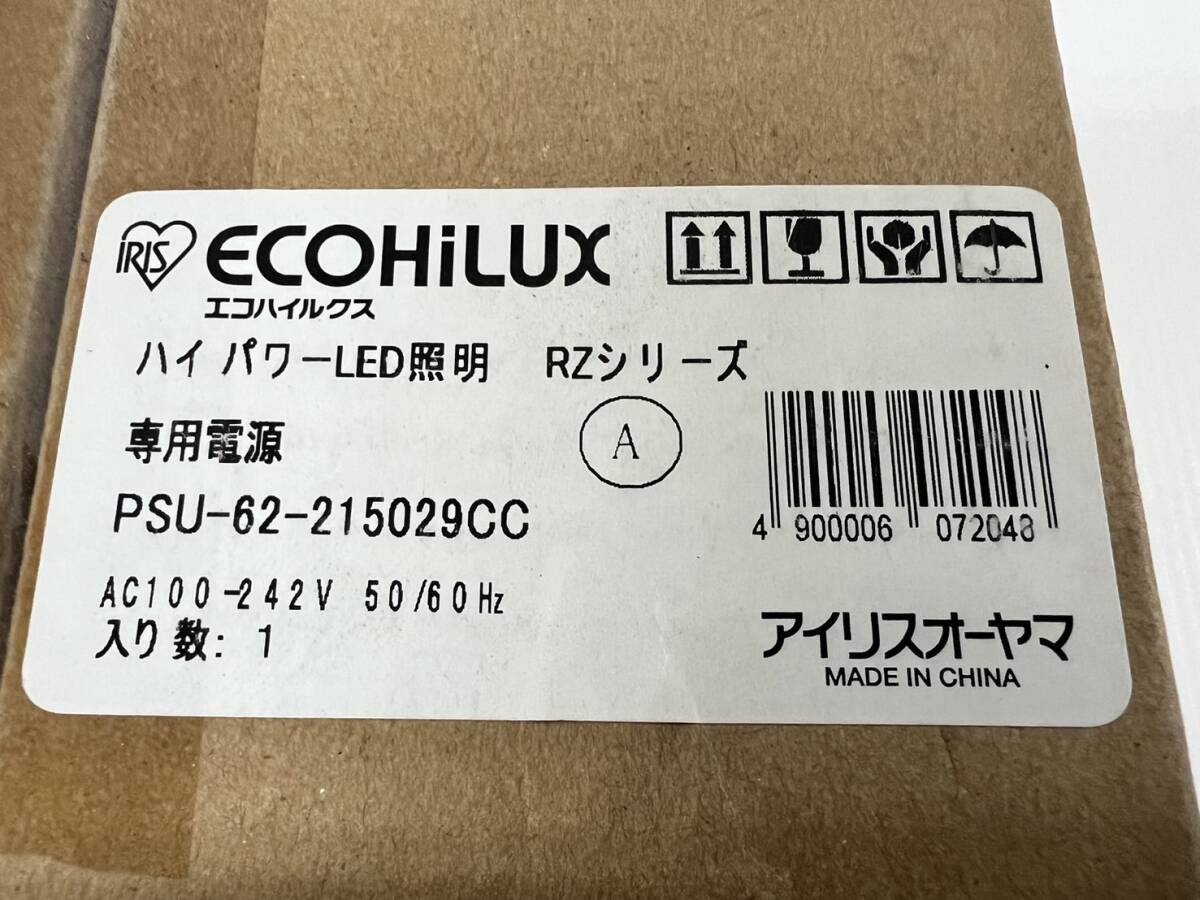 IRIS ECOHiLUX
エコハイルクス
ハイパワーLED照明 RZシリーズ
専用電源
A
PSU-62-215029CC
4 900006 072048
AC100-242V 50/60Hz
入り数: 1
アイリスオーヤマ
MADE IN CHINA